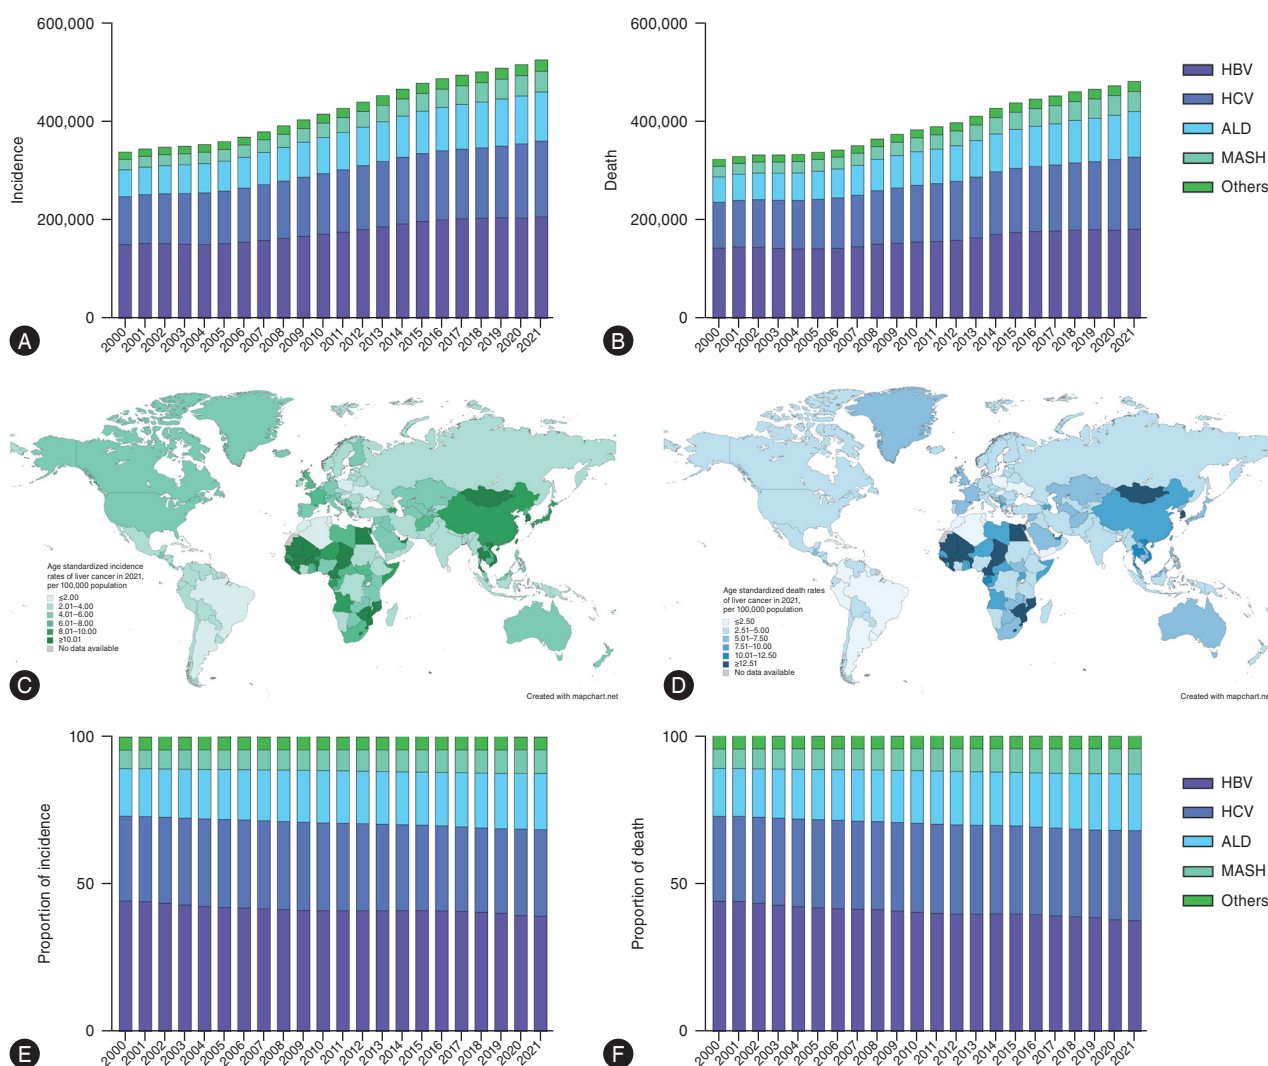 600,000
400,000
200,000
0
Incidence
2000 2001 2002 2003 2004 2005 2006 2007 2008 2009 2010 2011 2012 2013 2014 2015 2016 2017 2018 2019 2020 2021
A
600,000
400,000
200,000
0
Death
2000 2001 2002 2003 2004 2005 2006 2007 2008 2009 2010 2011 2012 2013 2014 2015 2016 2017 2018 2019 2020 2021
B
HBV
HCV
ALD
MASH
Others
Age standardized incidence
rates of liver cancer in 2021,
per 100,000 population
≤2.00
2.01–4.00
4.01–6.00
6.01–8.00
8.01–10.00
≥10.01
No data available
C
Created with mapchart.net
Age standardized death rates
of liver cancer in 2021,
per 100,000 population
≤2.50
2.51–5.00
5.01–7.50
7.51–10.00
10.01–12.50
≥12.51
No data available
D
Created with mapchart.net
100
50
0
Proportion of incidence
2000 2001 2002 2003 2004 2005 2006 2007 2008 2009 2010 2011 2012 2013 2014 2015 2016 2017 2018 2019 2020 2021
E
100
50
0
Proportion of death
2000 2001 2002 2003 2004 2005 2006 2007 2008 2009 2010 2011 2012 2013 2014 2015 2016 2017 2018 2019 2020 2021
F
HBV
HCV
ALD
MASH
Others